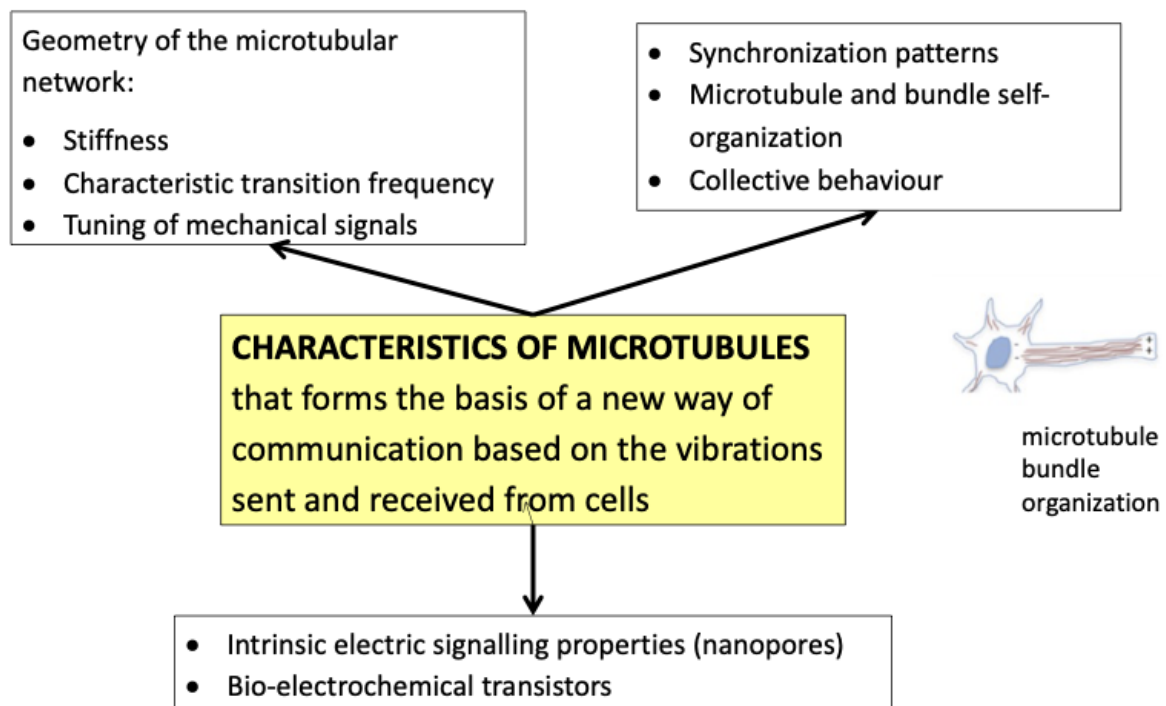 Geometry of the microtubular
network:
• Stiffness
• Characteristic transition frequency
• Tuning of mechanical signals
• Synchronization patterns
• Microtubule and bundle self-
organization
• Collective behaviour
CHARACTERISTICS OF MICROTUBULES
that forms the basis of a new way of
communication based on the vibrations
sent and received from cells
- +
- +
microtubule
bundle
organization
• Intrinsic electric signalling properties (nanopores)
• Bio-electrochemical transistors